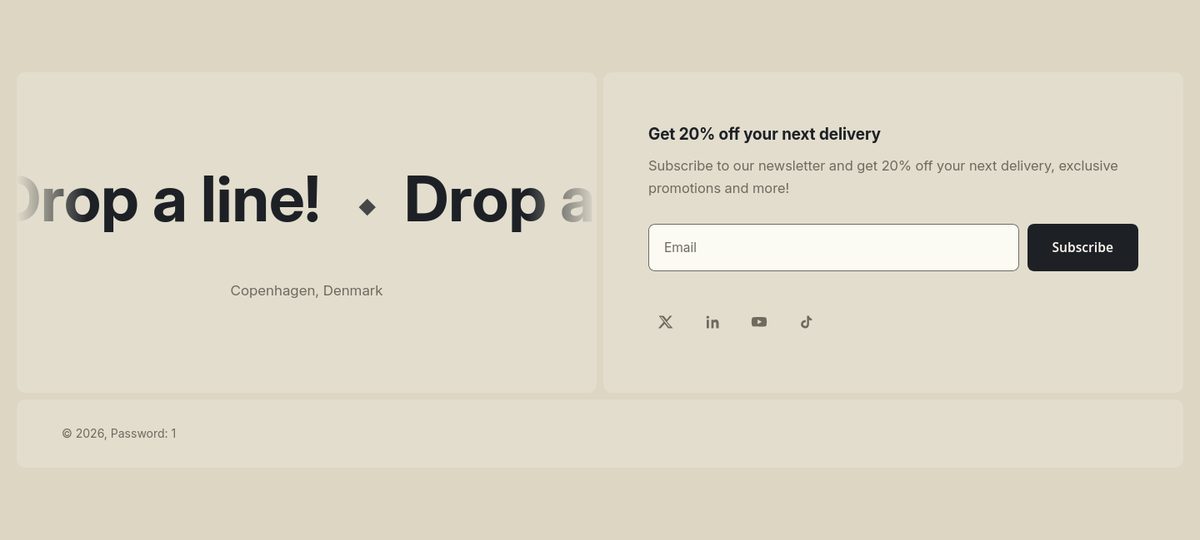 Drop a line! ◆ Drop a
Copenhagen, Denmark
Get 20% off your next delivery
Subscribe to our newsletter and get 20% off your next delivery, exclusive
promotions and more!
Email
Subscribe
© 2026, Password: 1